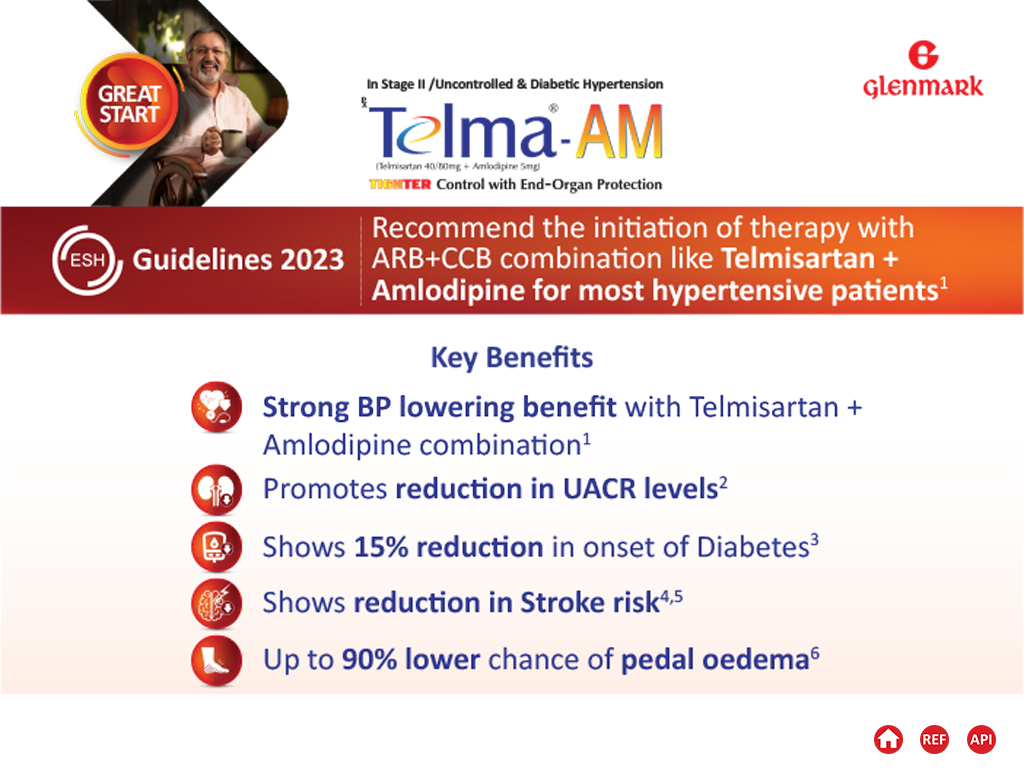 GREAT
START
In Stage II /Uncontrolled & Diabetic Hypertension
Telma®-AM
(Telmisartan 40/80mg + Amlodipine 5mg)
TIGHTER Control with End-Organ Protection
glenmark
ESH Guidelines 2023
Recommend the initiation of therapy with
ARB+CCB combination like Telmisartan +
Amlodipine for most hypertensive patients1
Key Benefits
Strong BP lowering benefit with Telmisartan +
Amlodipine combination1
Promotes reduction in UACR levels2
Shows 15% reduction in onset of Diabetes3
Shows reduction in Stroke risk4,5
Up to 90% lower chance of pedal oedema6
REF
API